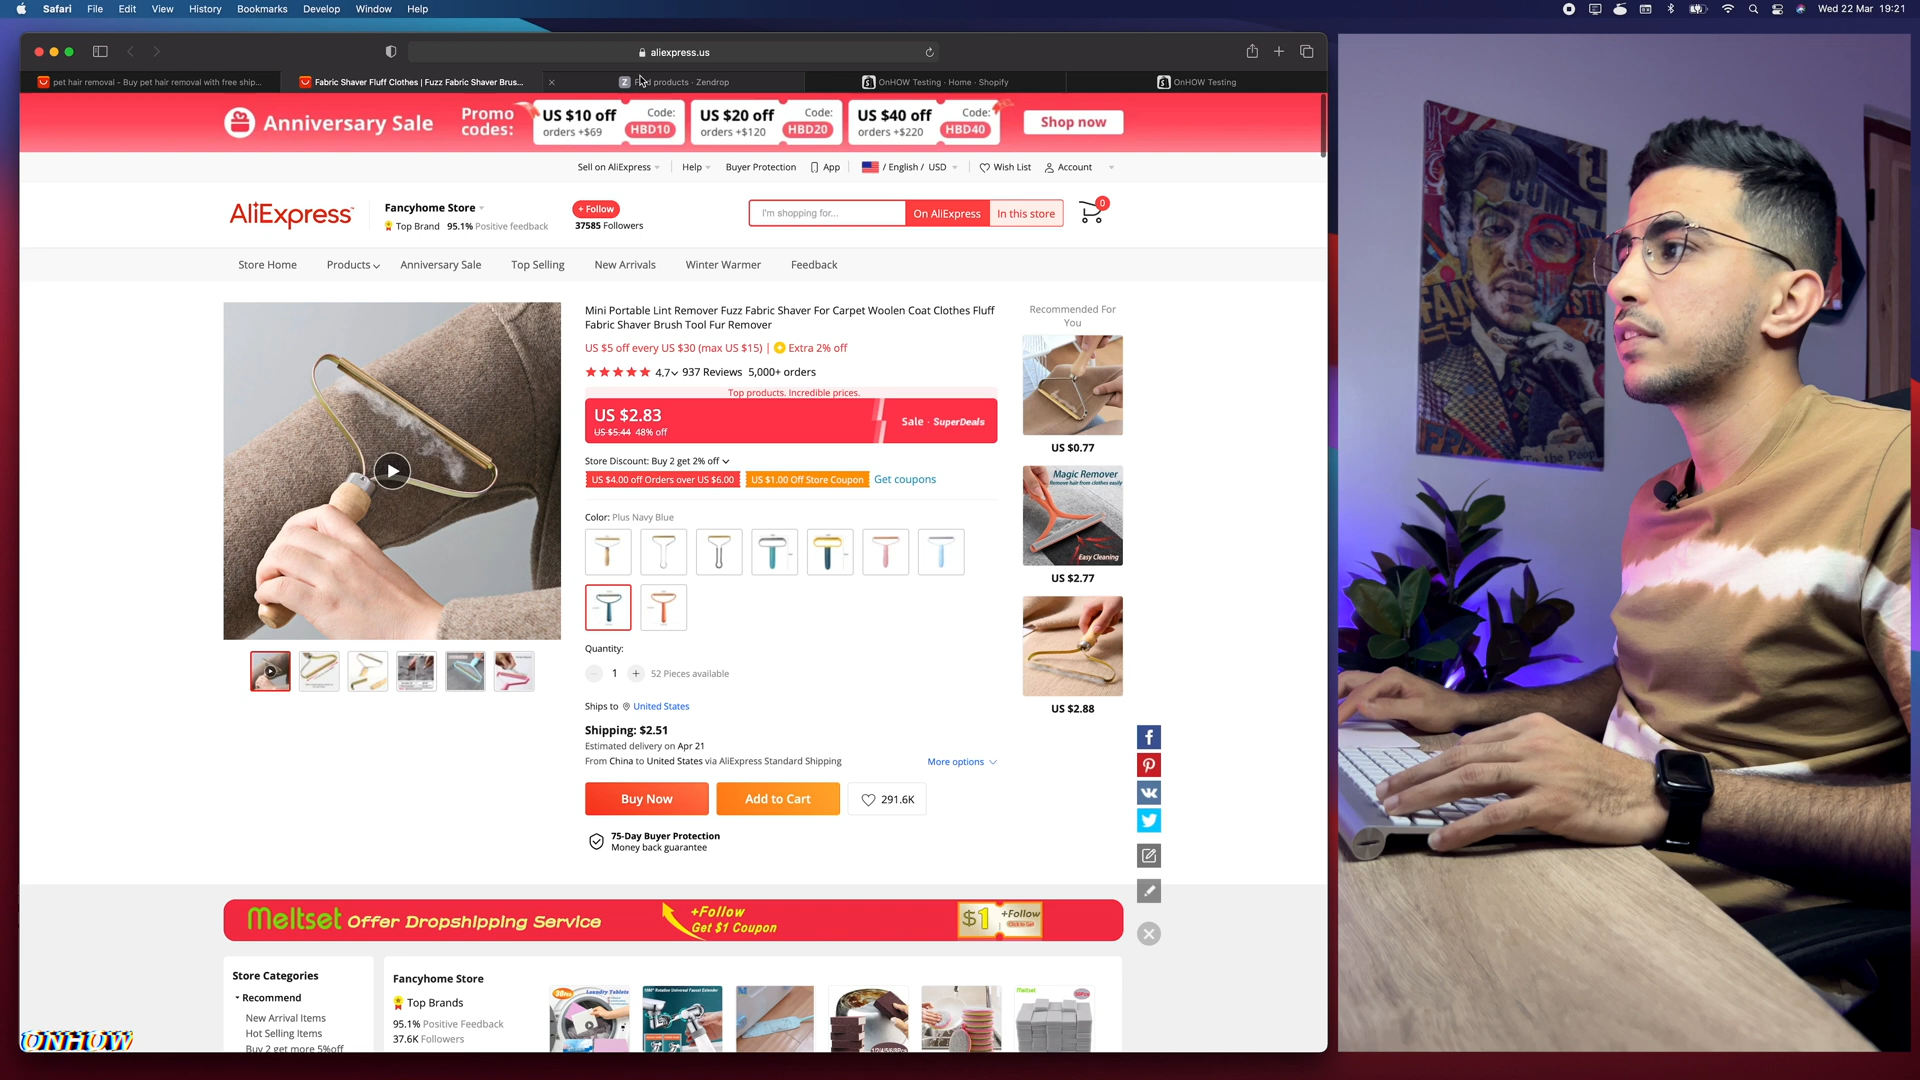 Safari File Edit View History Bookmarks Develop Window Help
Wed 22 Mar 19:21
aliexpress.us
pet hair removal - Buy pet hair removal with free ship...
Fabric Shaver Fluff Clothes | Fuzz Fabric Shaver Brus...
products · Zendrop
OnHOW Testing · Home · Shopify
OnHOW Testing
Anniversary Sale
Promo codes:
US $10 off orders +$69 Code: HBD10
US $20 off orders +$120 Code: HBD20
US $40 off orders +$220 Code: HBD40
Shop now
Sell on AliExpress
Help
Buyer Protection
App
/ English / USD
Wish List
Account
AliExpress
Fancyhome Store
Top Brand 95.1% Positive feedback
+ Follow
37585 Followers
I'm shopping for...
On AliExpress
In this store
0
Store Home
Products
Anniversary Sale
Top Selling
New Arrivals
Winter Warmer
Feedback
Mini Portable Lint Remover Fuzz Fabric Shaver For Carpet Woolen Coat Clothes Fluff
Fabric Shaver Brush Tool Fur Remover
US $5 off every US $30 (max US $15) | Extra 2% off
4.7 937 Reviews 5,000+ orders
Top products. Incredible prices.
US $2.83
US $5.44 48% off
Sale · SuperDeals
Store Discount: Buy 2 get 2% off
US $4.00 off Orders over US $6.00
US $1.00 Off Store Coupon
Get coupons
Color: Plus Navy Blue
Quantity:
1
52 Pieces available
Ships to United States
Shipping: $2.51
Estimated delivery on Apr 21
From China to United States via AliExpress Standard Shipping
More options
Buy Now
Add to Cart
291.6K
75-Day Buyer Protection
Money back guarantee
Recommended For
You
US $0.77
Magic Remover
Remove hair from clothes easily
Easy Cleaning
US $2.77
US $2.88
Meltset Offer Dropshipping Service
+Follow
Get $1 Coupon
$1 +Follow
Store Categories
Recommend
New Arrival Items
Hot Selling Items
Buy 2 get more 5%off
Fancyhome Store
Top Brands
95.1% Positive Feedback
37.6K Followers
Laundry Tablets
Meltset
ONHOW